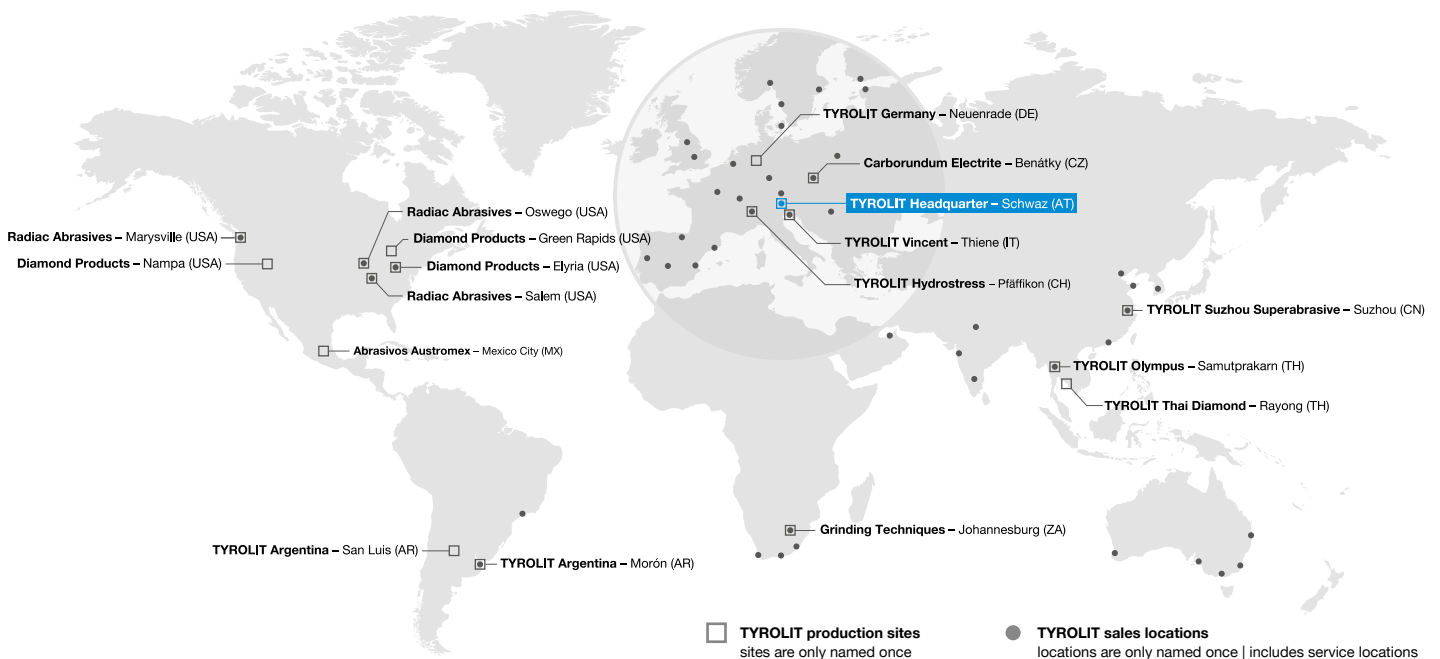 TYROLIT Germany – Neuenrade (DE)
Carborundum Electrite – Benátky (CZ)
TYROLIT Headquarter – Schwaz (AT)
Radiac Abrasives – Oswego (USA)
Radiac Abrasives – Marysville (USA)
Diamond Products – Green Rapids (USA)
TYROLIT Vincent – Thiene (IT)
Diamond Products – Nampa (USA)
Diamond Products – Elyria (USA)
TYROLIT Hydrostress – Pfäffikon (CH)
Radiac Abrasives – Salem (USA)
TYROLIT Suzhou Superabrasive – Suzhou (CN)
Abrasivos Austromex – Mexico City (MX)
TYROLIT Olympus – Samutprakarn (TH)
TYROLIT Thai Diamond – Rayong (TH)
Grinding Techniques – Johannesburg (ZA)
TYROLIT Argentina – San Luis (AR)
TYROLIT Argentina – Morón (AR)
TYROLIT production sites
sites are only named once
TYROLIT sales locations
locations are only named once | includes service locations